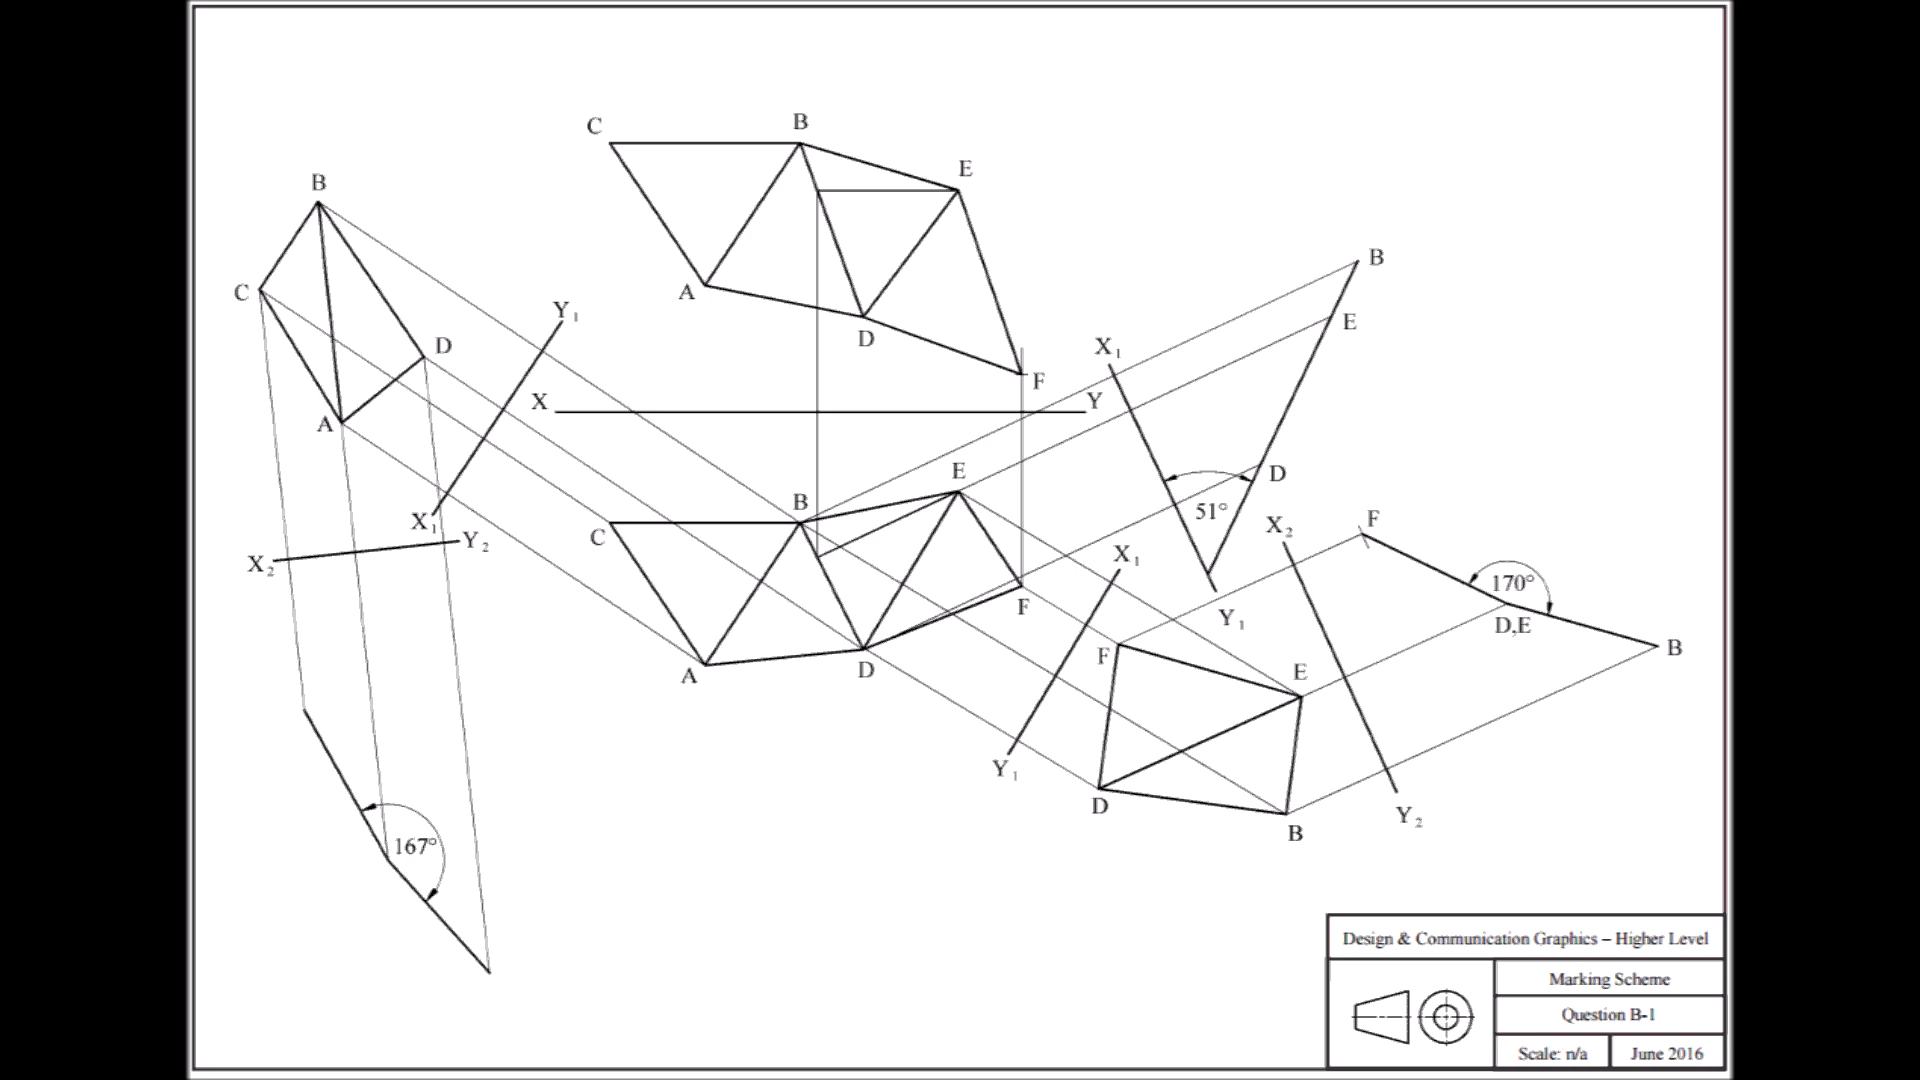 C
B
E
A
D
F
B
C
D
A
Y₁
X₁
X₂
Y₂
X
Y
B
E
D
X₁
51°
Y₁
C
B
E
A
D
F
X₁
Y₁
X₂
Y₂
F
E
D
B
F
170°
D,E
B
167°
Design & Communication Graphics – Higher Level
Marking Scheme
Question B-1
Scale: n/a
June 2016